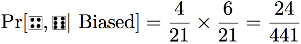 Pr[⚃,⚅| Biased] = 4/21 × 6/21 = 24/441